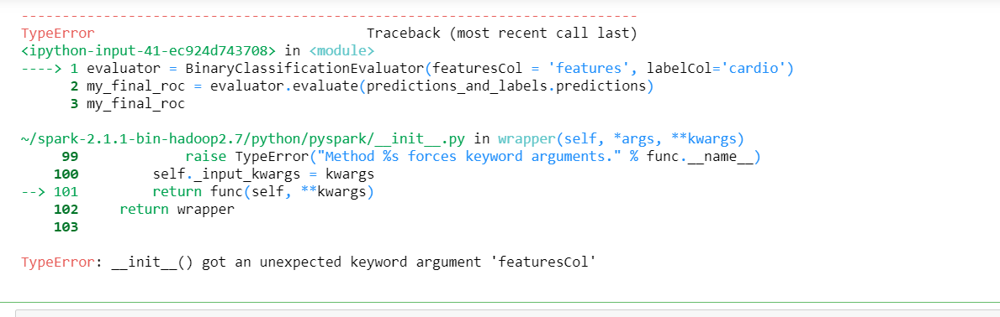 ---------------------------------------------------------------------------
TypeError                                 Traceback (most recent call last)
<ipython-input-41-ec924d743708> in <module>
----> 1 evaluator = BinaryClassificationEvaluator(featuresCol = 'features', labelCol='cardio')
      2 my_final_roc = evaluator.evaluate(predictions_and_labels.predictions)
      3 my_final_roc
~/spark-2.1.1-bin-hadoop2.7/python/pyspark/__init__.py in wrapper(self, *args, **kwargs)
     99             raise TypeError("Method %s forces keyword arguments." % func.__name__)
    100         self._input_kwargs = kwargs
--> 101         return func(self, **kwargs)
    102     return wrapper
    103
TypeError: __init__() got an unexpected keyword argument 'featuresCol'